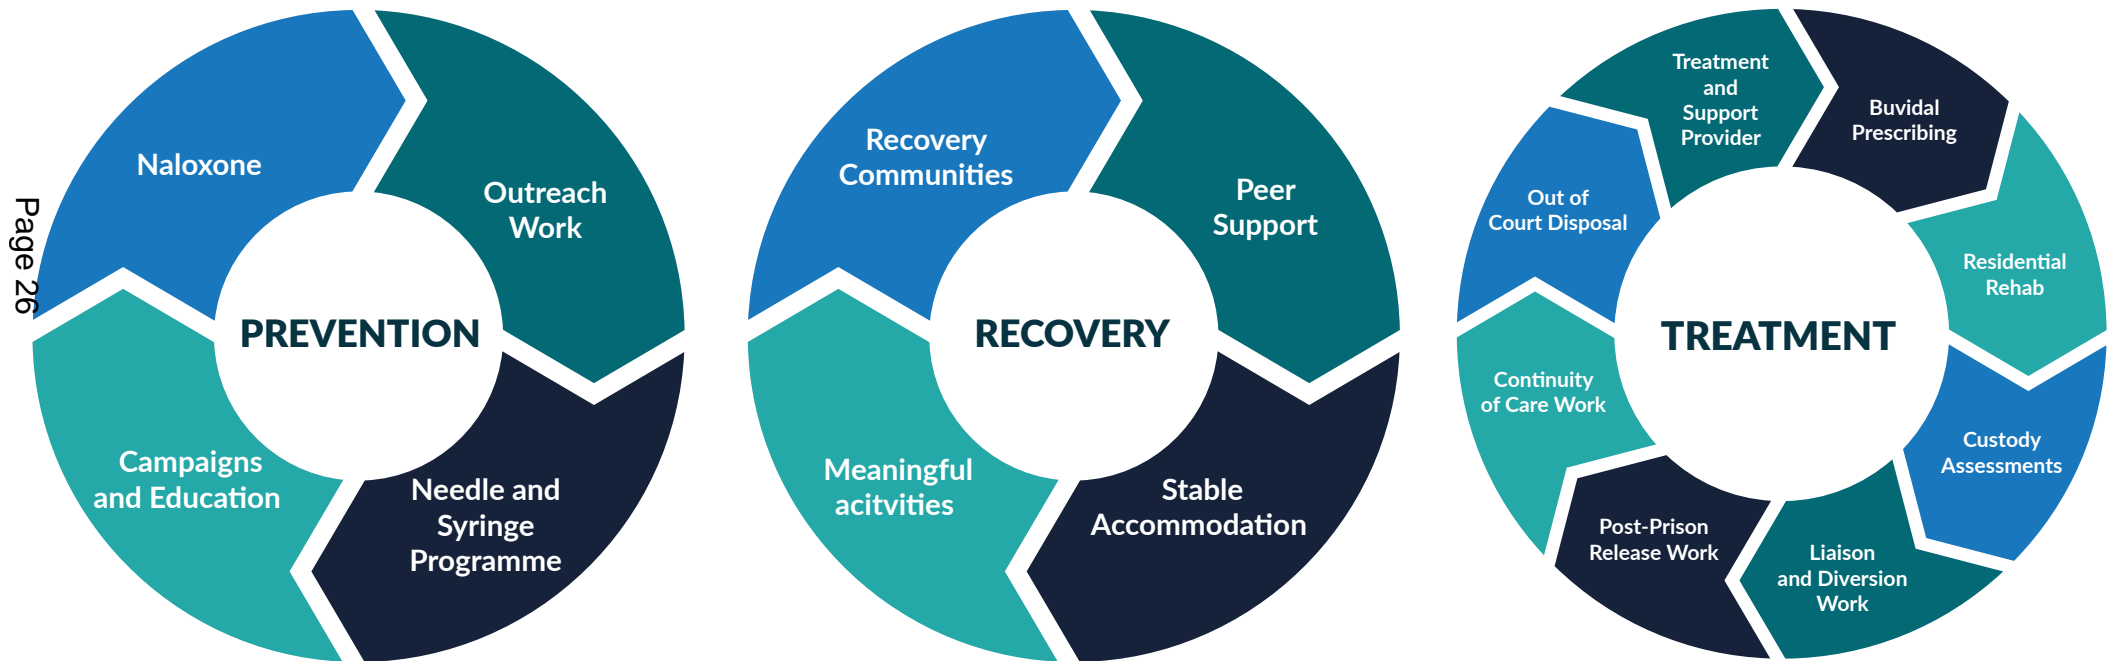 Page 26
Naloxone
Outreach
Work
PREVENTION
Campaigns
and Education
Needle and
Syringe
Programme
Recovery
Communities
Peer
Support
RECOVERY
Meaningful
acitvities
Stable
Accommodation
Treatment
and
Support
Provider
Buvidal
Prescribing
Out of
Court Disposal
Residential
Rehab
TREATMENT
Continuity
of Care Work
Custody
Assessments
Post-Prison
Release Work
Liaison
and Diversion
Work